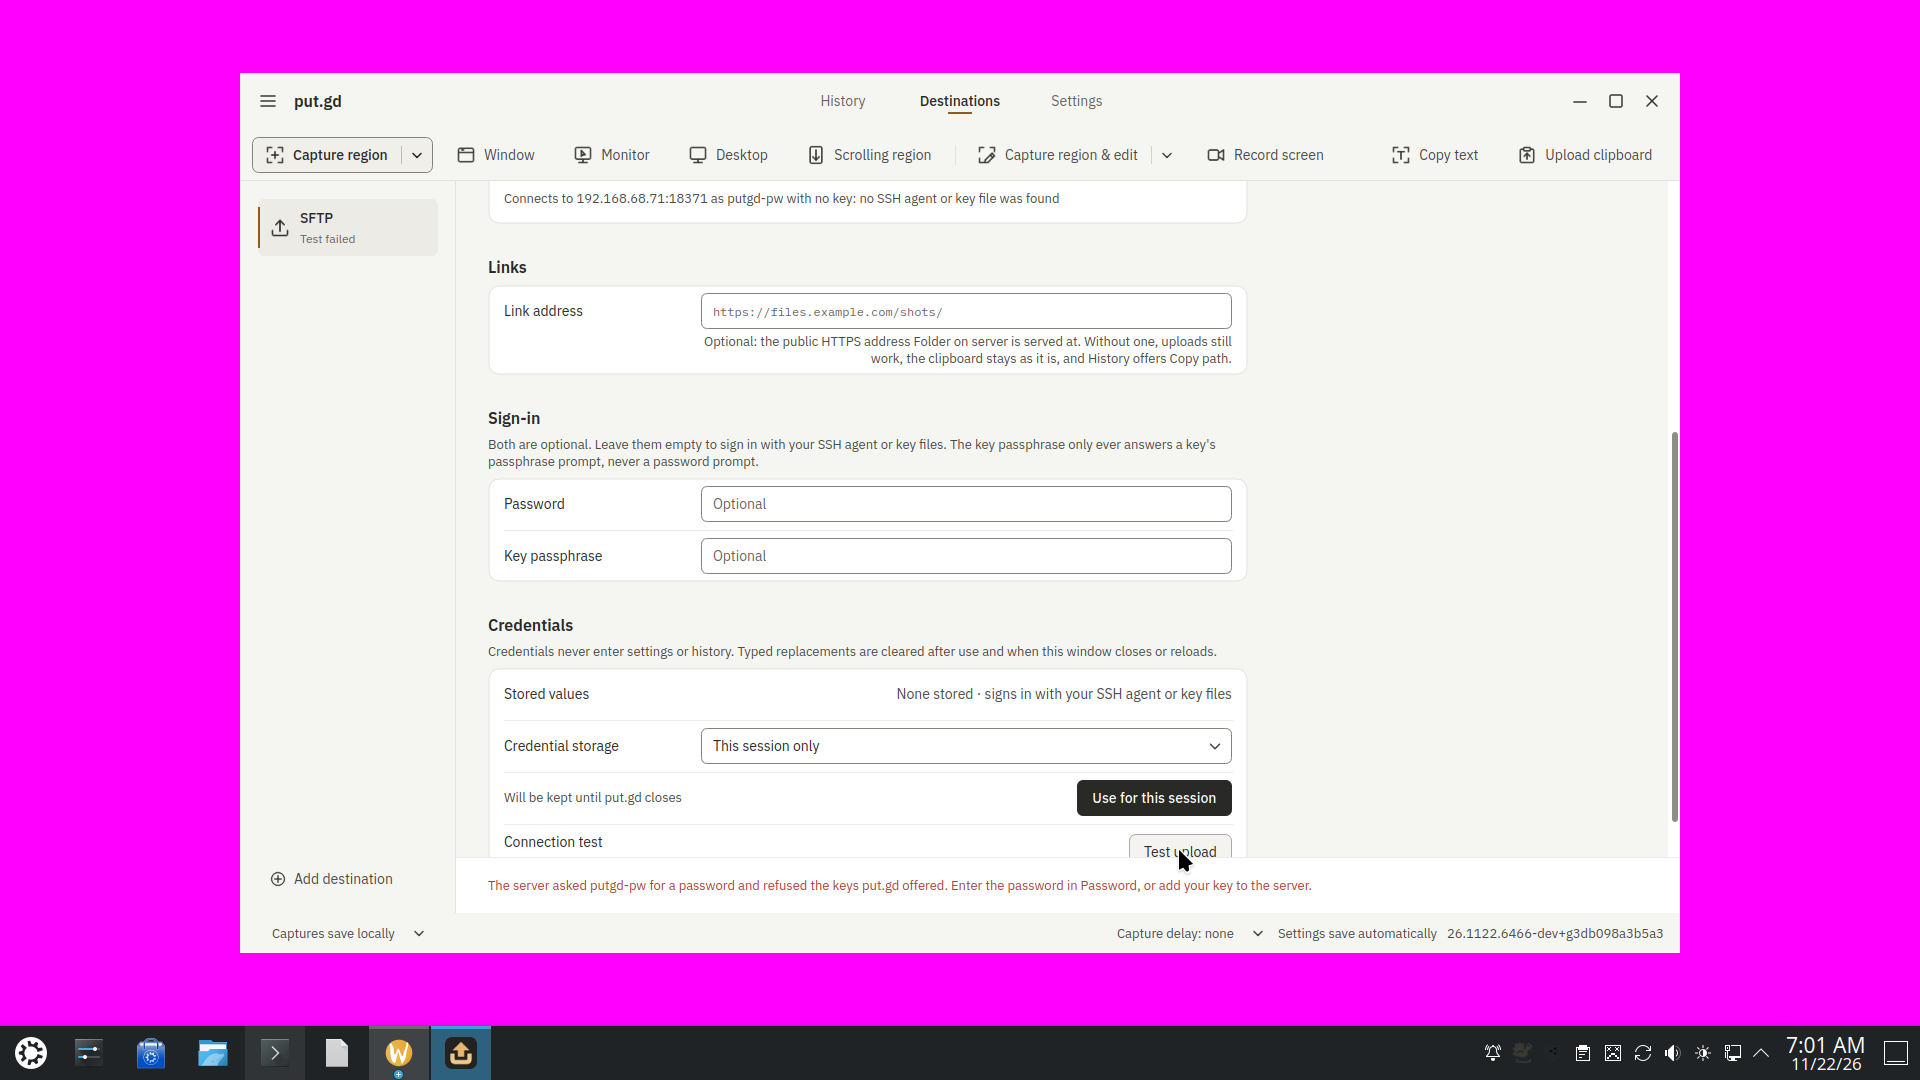 put.gd
History
Destinations
Settings
Capture region
Window
Monitor
Desktop
Scrolling region
Capture region & edit
Record screen
Copy text
Upload clipboard
SFTP
Test failed
Connects to 192.168.68.71:18371 as putgd-pw with no key: no SSH agent or key file was found
Links
Link address
https://files.example.com/shots/
Optional: the public HTTPS address Folder on server is served at. Without one, uploads still
work, the clipboard stays as it is, and History offers Copy path.
Sign-in
Both are optional. Leave them empty to sign in with your SSH agent or key files. The key passphrase only ever answers a key's
passphrase prompt, never a password prompt.
Password
Optional
Key passphrase
Optional
Credentials
Credentials never enter settings or history. Typed replacements are cleared after use and when this window closes or reloads.
Stored values
None stored · signs in with your SSH agent or key files
Credential storage
This session only
Will be kept until put.gd closes
Use for this session
Connection test
Test upload
Add destination
The server asked putgd-pw for a password and refused the keys put.gd offered. Enter the password in Password, or add your key to the server.
Captures save locally
Capture delay: none
Settings save automatically
26.1122.6466-dev+g3db098a3b5a3
7:01 AM
11/22/26